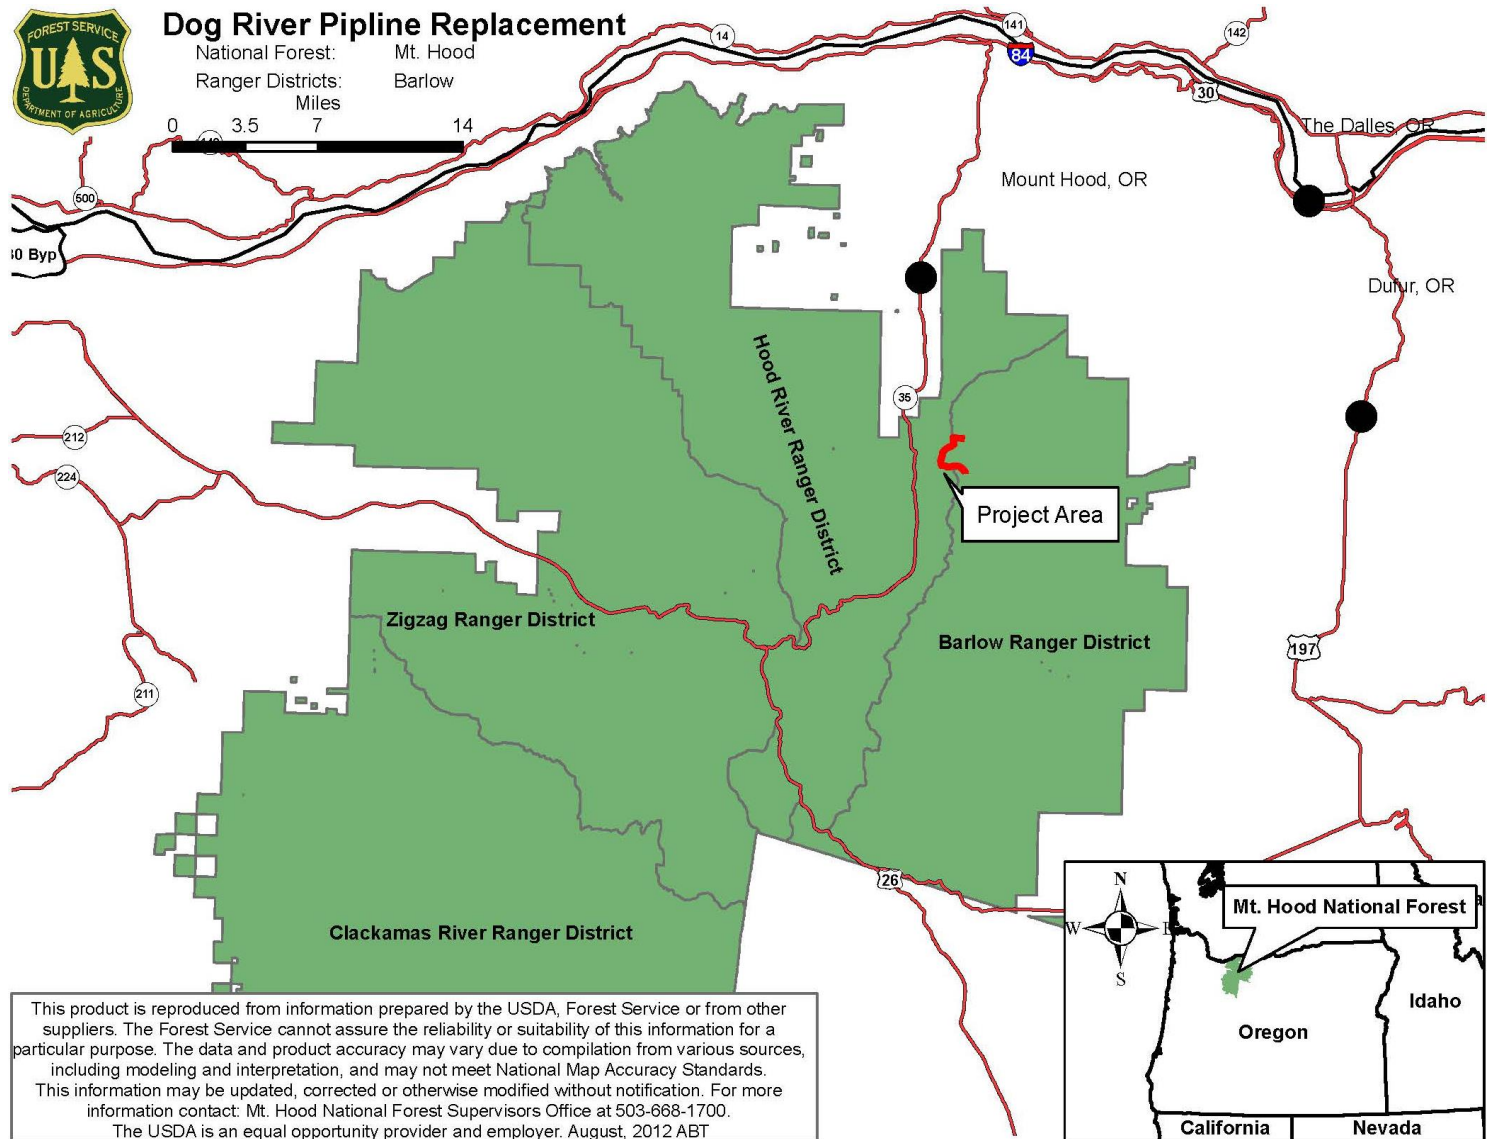 FOREST SERVICE
U S
DEPARTMENT OF AGRICULTURE
Dog River Pipline Replacement
National Forest: Mt. Hood
Ranger Districts: Barlow
Miles
0 3.5 7 14
14
141
142
84
30
The Dalles, OR
Mount Hood, OR
500
Byp
Dufur, OR
Hood River Ranger District
35
212
224
Project Area
Zigzag Ranger District
Barlow Ranger District
197
211
26
Clackamas River Ranger District
N
W
S
Mt. Hood National Forest
Idaho
Oregon
California
Nevada
This product is reproduced from information prepared by the USDA, Forest Service or from other
suppliers. The Forest Service cannot assure the reliability or suitability of this information for a
particular purpose. The data and product accuracy may vary due to compilation from various sources,
including modeling and interpretation, and may not meet National Map Accuracy Standards.
This information may be updated, corrected or otherwise modified without notification. For more
information contact: Mt. Hood National Forest Supervisors Office at 503-668-1700.
The USDA is an equal opportunity provider and employer. August, 2012 ABT